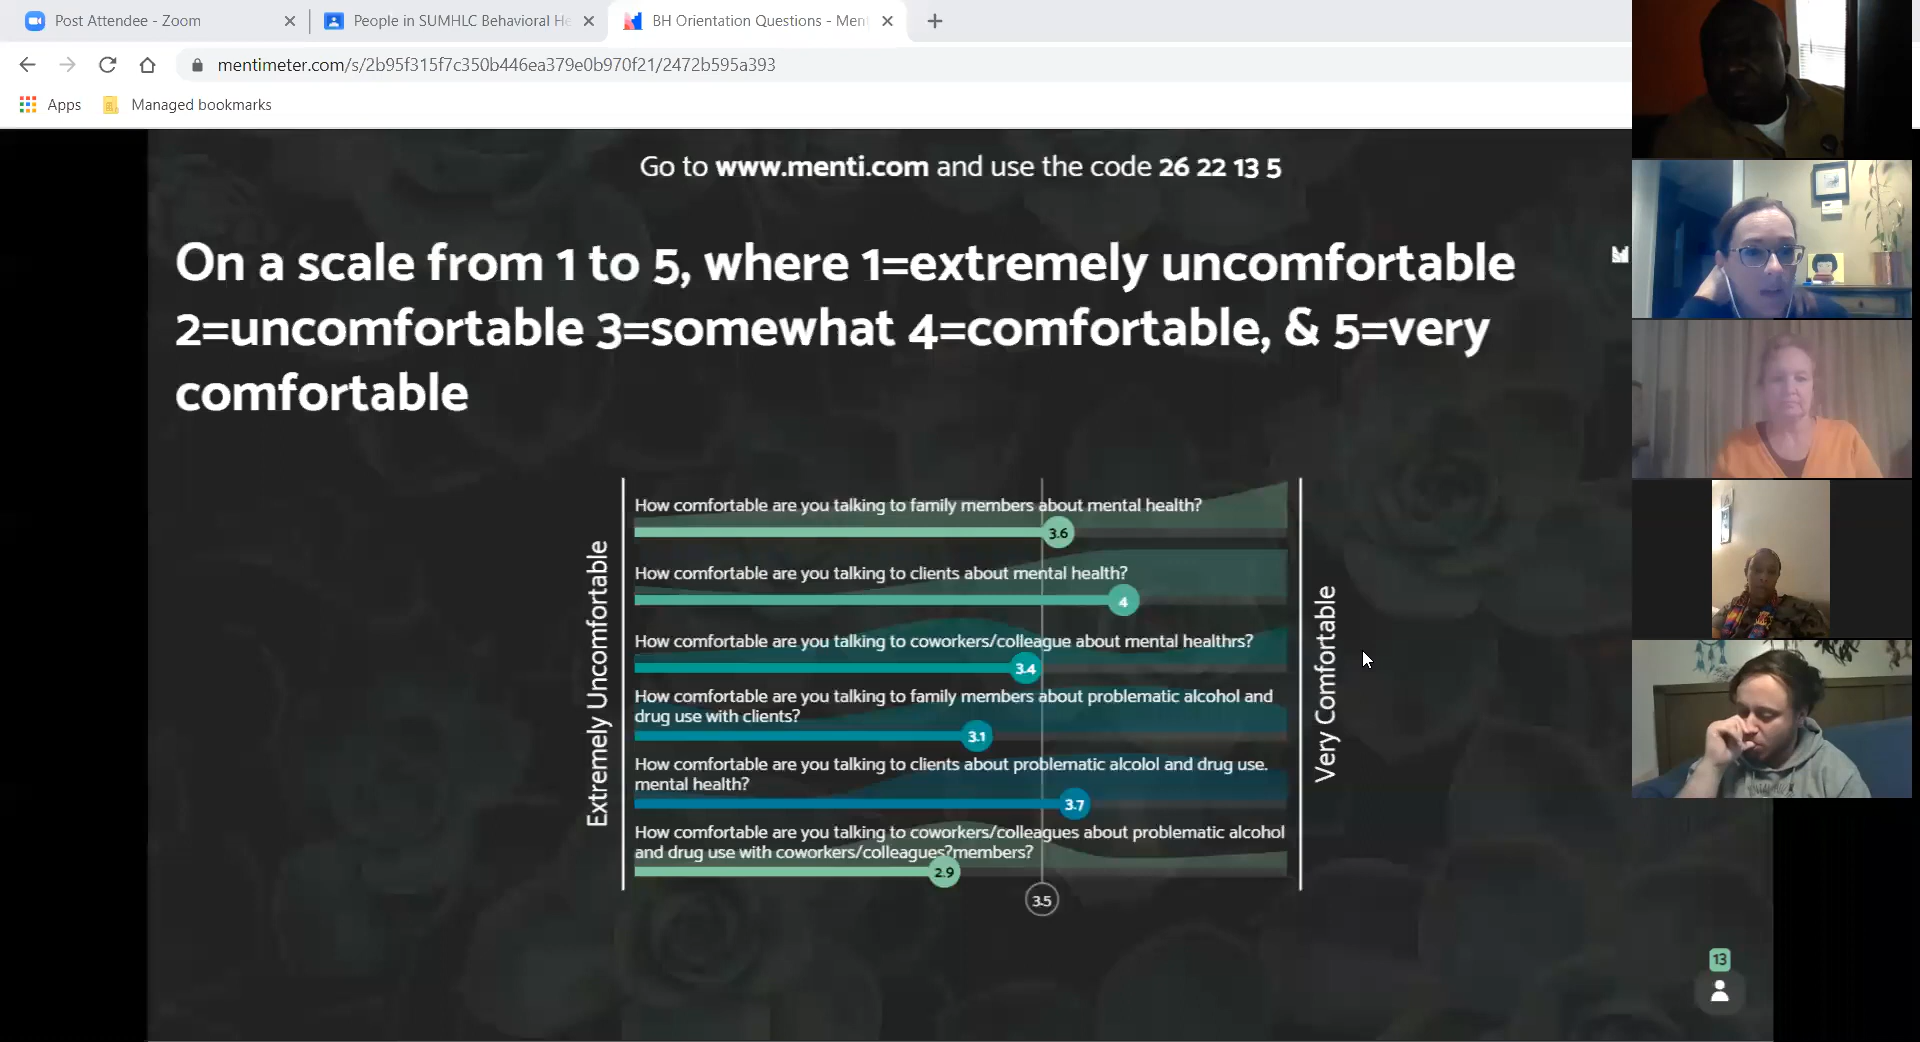 Post Attendee - Zoom
People in SUMHLC Behavioral He
BH Orientation Questions - Ment
mentimeter.com/s/2b95f315f7c350b446ea379e0b970f21/2472b595a393
Apps
Managed bookmarks
Go to www.menti.com and use the code 26 22 13 5
On a scale from 1 to 5, where 1=extremely uncomfortable
2=uncomfortable 3=somewhat 4=comfortable, & 5=very
comfortable
Extremely Uncomfortable
How comfortable are you talking to family members about mental health?
3.6
How comfortable are you talking to clients about mental health?
4
How comfortable are you talking to coworkers/colleague about mental healthrs?
3.4
How comfortable are you talking to family members about problematic alcohol and
drug use with clients?
3.1
How comfortable are you talking to clients about problematic alcolol and drug use.
mental health?
3.7
How comfortable are you talking to coworkers/colleagues about problematic alcohol
and drug use with coworkers/colleagues?members?
2.9
3.5
Very Comfortable
13